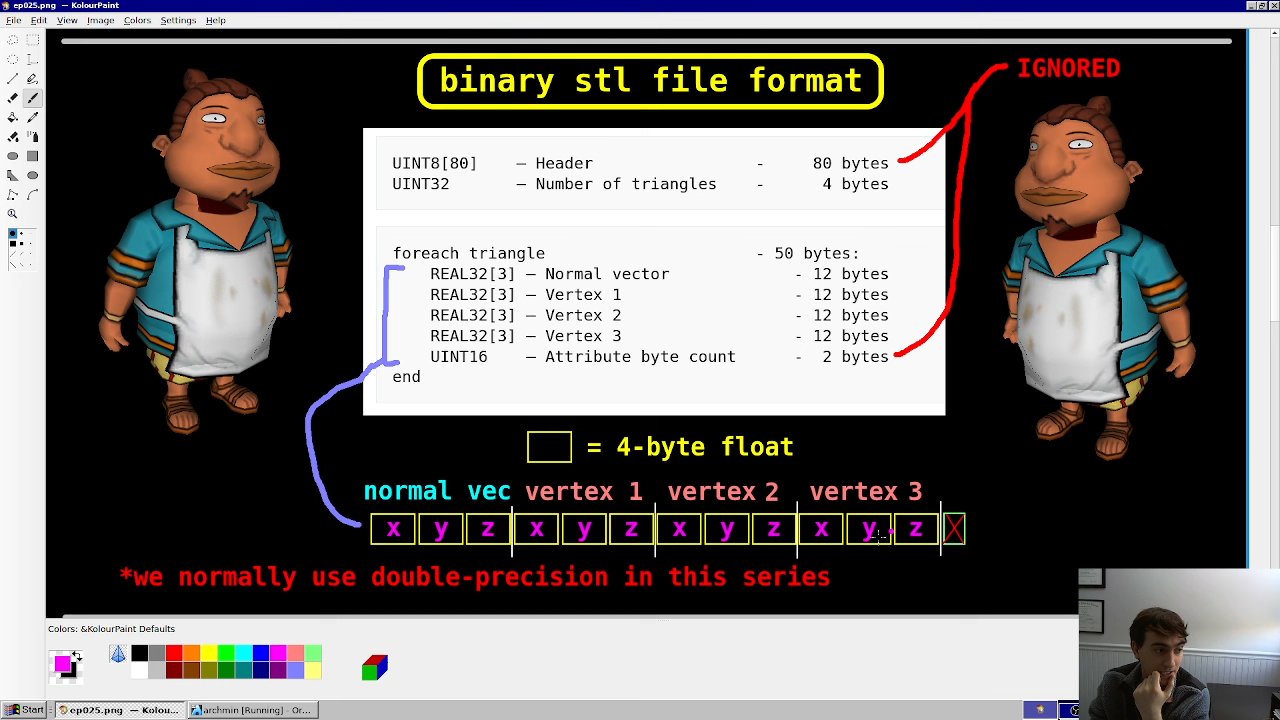 ep025.png — KolourPaint
File Edit View Image Colors Settings Help
binary stl file format
IGNORED
UINT8[80] – Header - 80 bytes
UINT32 – Number of triangles - 4 bytes
foreach triangle - 50 bytes:
REAL32[3] – Normal vector - 12 bytes
REAL32[3] – Vertex 1 - 12 bytes
REAL32[3] – Vertex 2 - 12 bytes
REAL32[3] – Vertex 3 - 12 bytes
UINT16 – Attribute byte count - 2 bytes
end
= 4-byte float
normal vec vertex 1 vertex 2 vertex 3
x y z x y z x y z x y z X
*we normally use double-precision in this series
Colors: &KolourPaint Defaults
Start ep025.png — Kolou... archmin [Running] - Or...